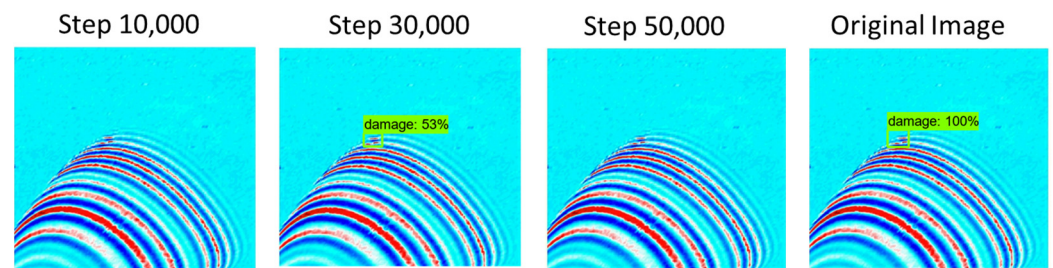 Step 10,000
Step 30,000
Step 50,000
Original Image
damage: 53%
damage: 100%